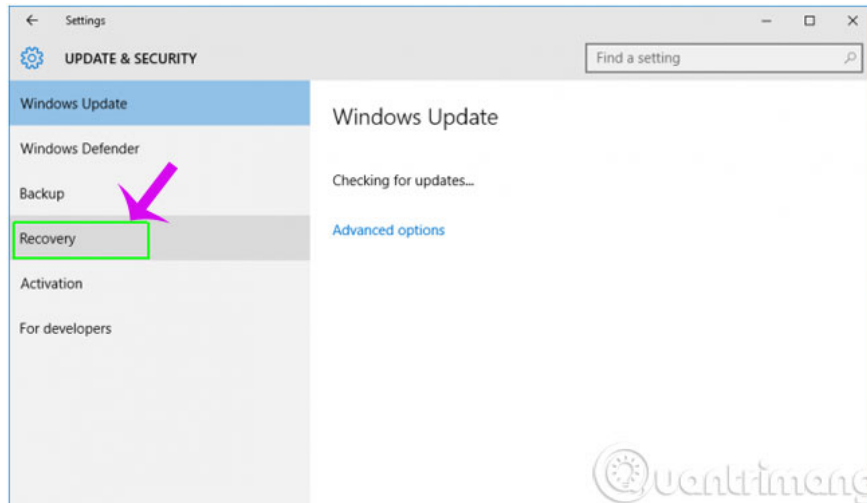 Settings
UPDATE & SECURITY
Find a setting
Windows Update
Windows Defender
Backup
Recovery
Activation
For developers
Windows Update
Checking for updates...
Advanced options
Quantrimang